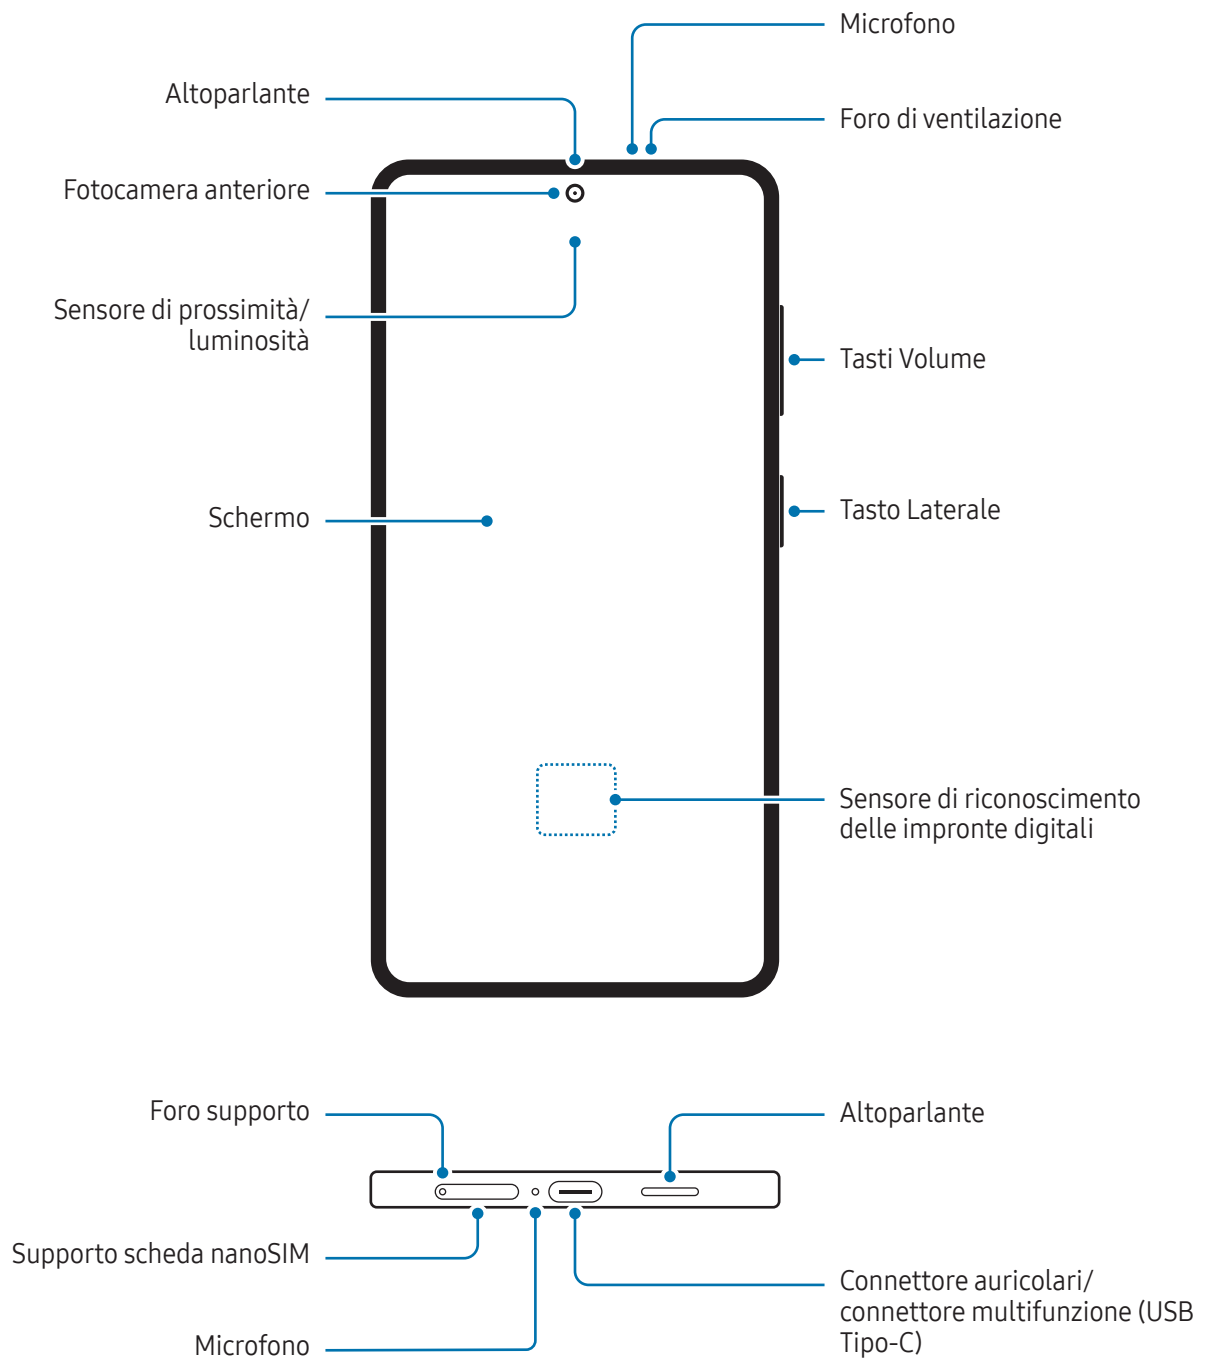 Microfono
Altoparlante
Foro di ventilazione
Fotocamera anteriore
Sensore di prossimità/
luminosità
Tasti Volume
Schermo
Tasto Laterale
Sensore di riconoscimento
delle impronte digitali
Foro supporto
Altoparlante
Supporto scheda nanoSIM
Connettore auricolari/
connettore multifunzione (USB
Tipo-C)
Microfono